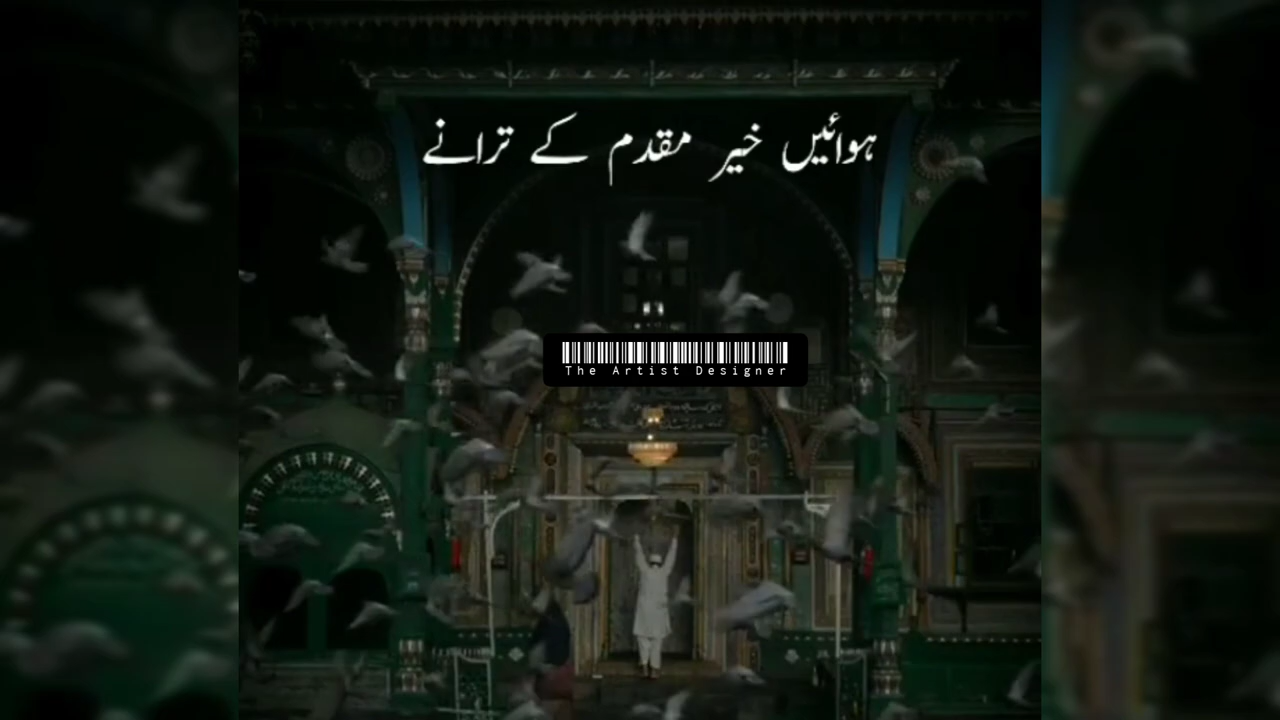 ہوائیں خیر مقدم کے ترانے
The Artist Designer